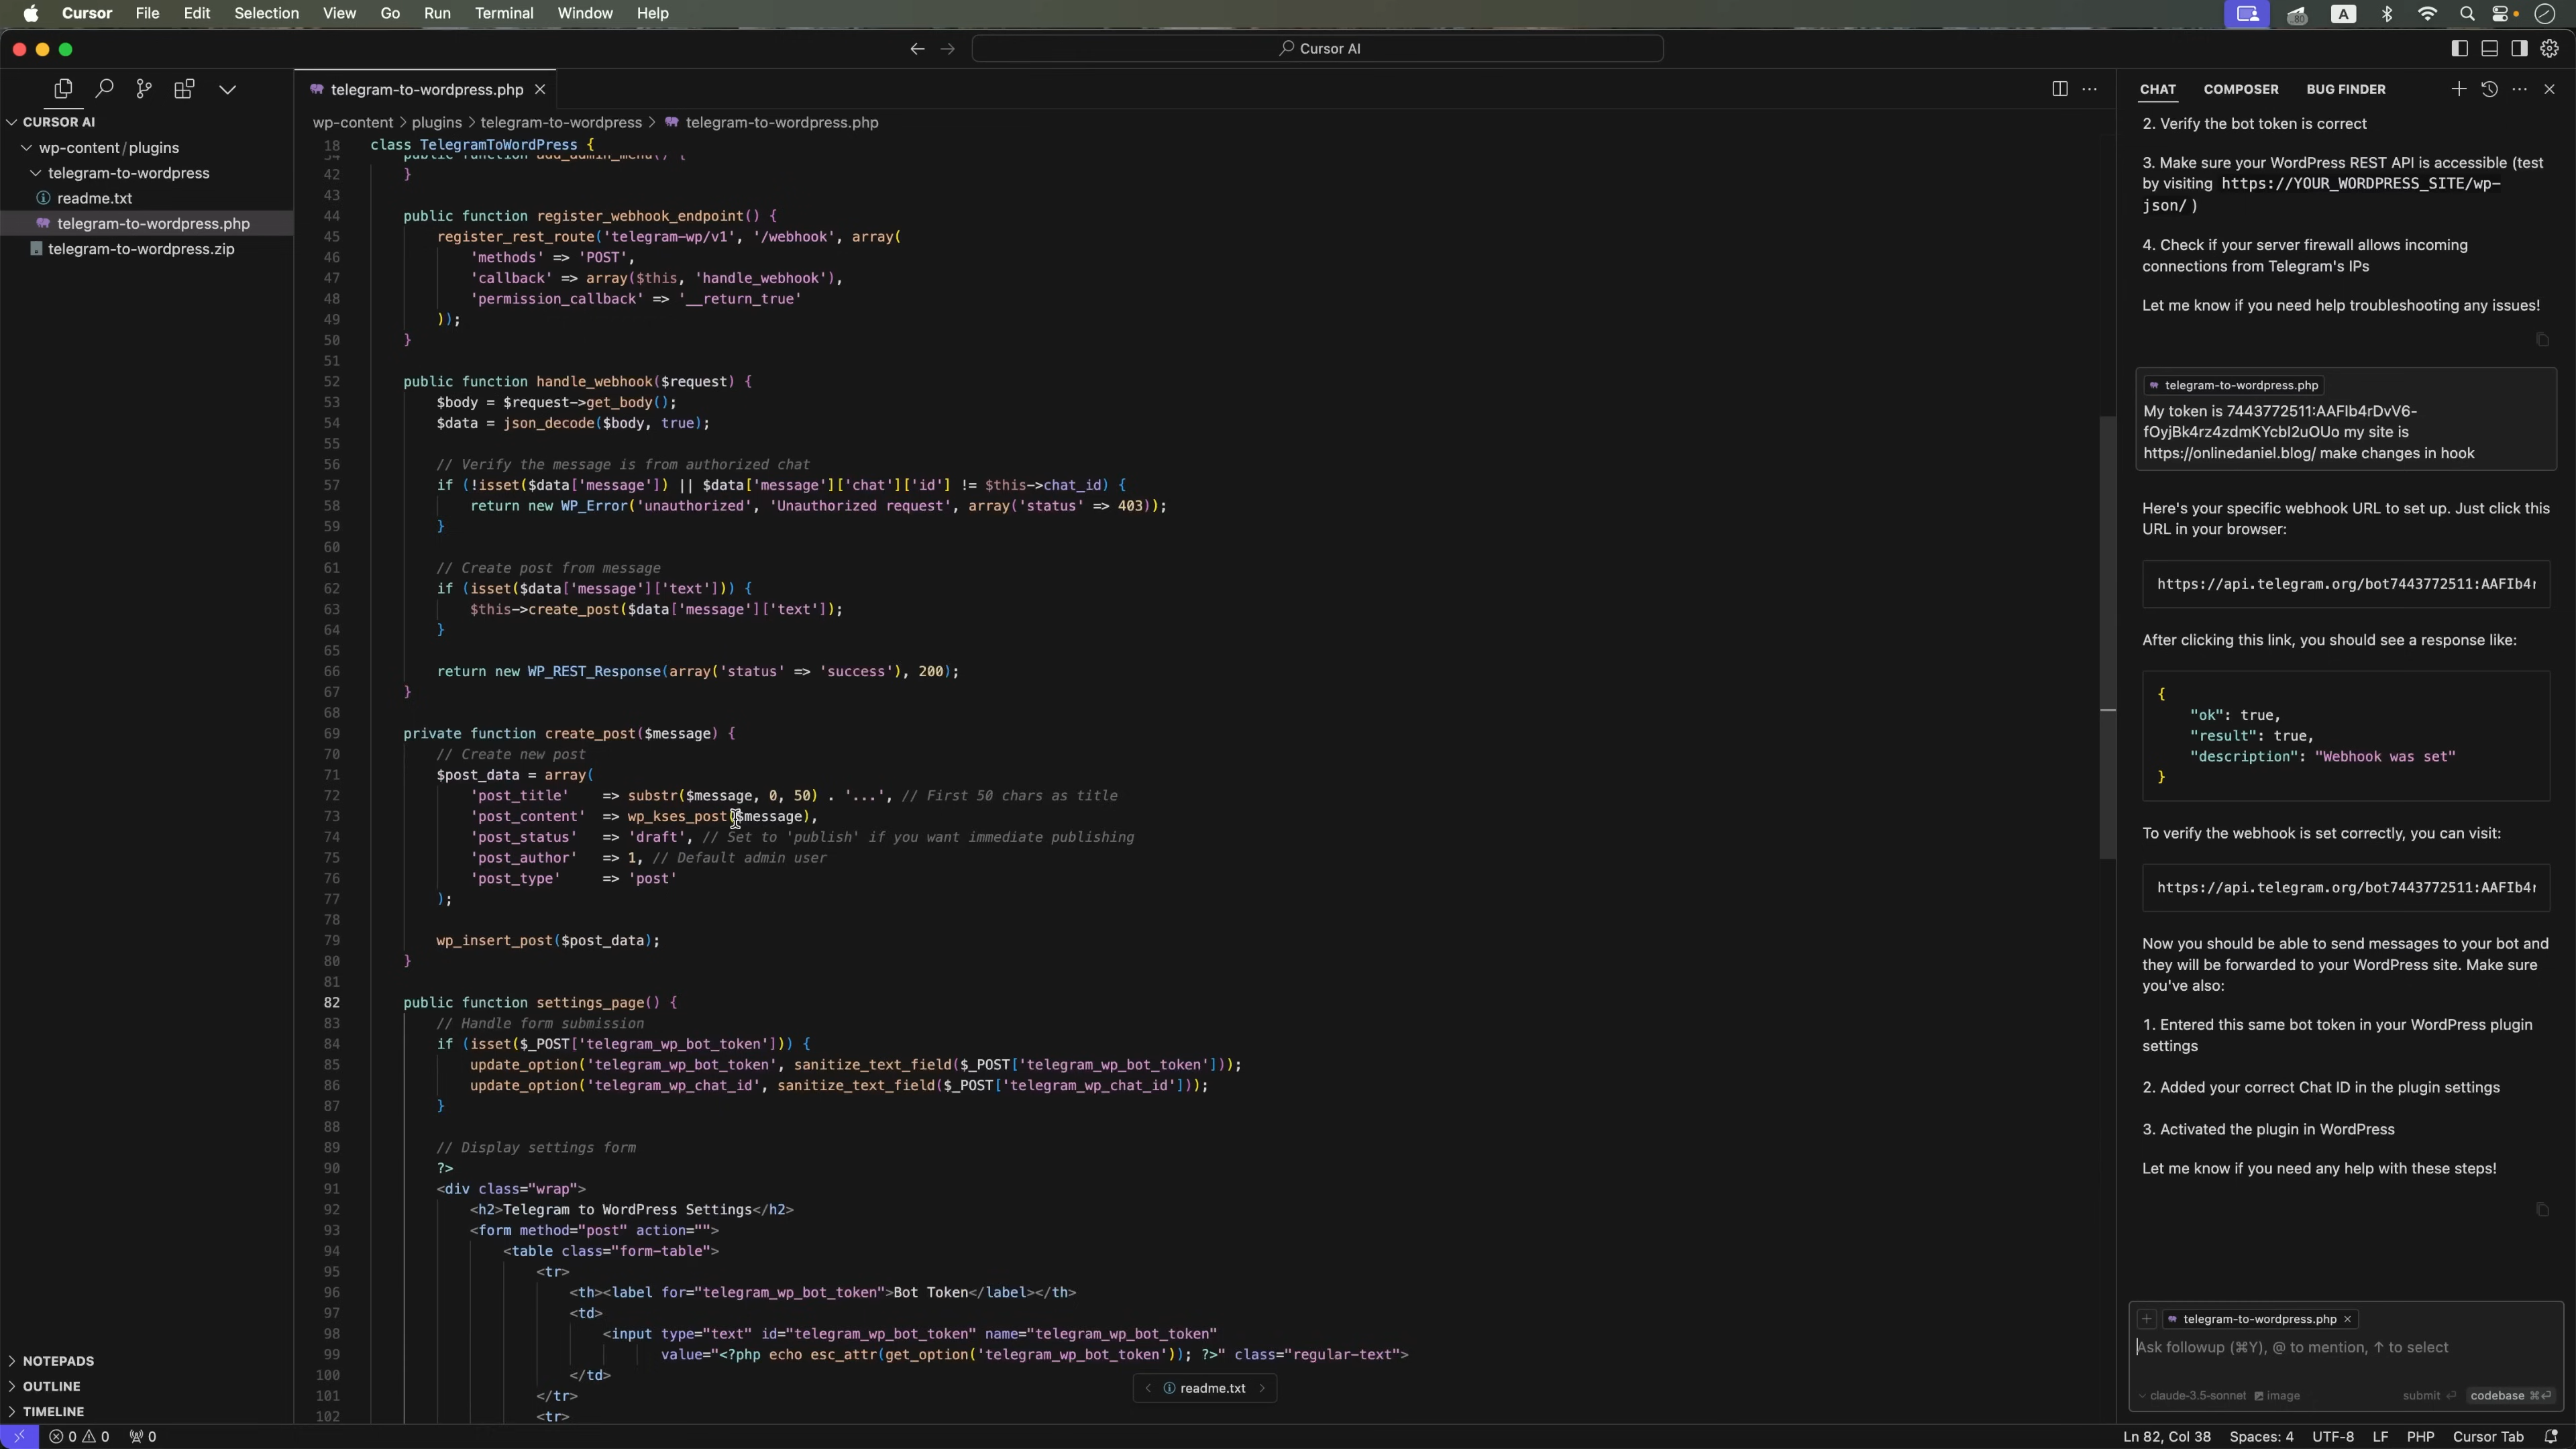 Cursor File Edit Selection View Go Run Terminal Window Help
80 A
Cursor AI
telegram-to-wordpress.php
CHAT COMPOSER BUG FINDER
CURSOR AI
wp-content/plugins
telegram-to-wordpress
readme.txt
telegram-to-wordpress.php
telegram-to-wordpress.zip
NOTEPADS
OUTLINE
TIMELINE
wp-content > plugins > telegram-to-wordpress > telegram-to-wordpress.php
18 class TelegramToWordPress {
34 public function add_admin_menu() {
42 }
43
44 public function register_webhook_endpoint() {
45 register_rest_route('telegram-wp/v1', '/webhook', array(
46 'methods' => 'POST',
47 'callback' => array($this, 'handle_webhook'),
48 'permission_callback' => '__return_true'
49 ));
50 }
51
52 public function handle_webhook($request) {
53 $body = $request->get_body();
54 $data = json_decode($body, true);
55
56 // Verify the message is from authorized chat
57 if (!isset($data['message']) || $data['message']['chat']['id'] != $this->chat_id) {
58 return new WP_Error('unauthorized', 'Unauthorized request', array('status' => 403));
59 }
60
61 // Create post from message
62 if (isset($data['message']['text'])) {
63 $this->create_post($data['message']['text']);
64 }
65
66 return new WP_REST_Response(array('status' => 'success'), 200);
67 }
68
69 private function create_post($message) {
70 // Create new post
71 $post_data = array(
72 'post_title' => substr($message, 0, 50) . '...', // First 50 chars as title
73 'post_content' => wp_kses_post($message),
74 'post_status' => 'draft', // Set to 'publish' if you want immediate publishing
75 'post_author' => 1, // Default admin user
76 'post_type' => 'post'
77 );
78
79 wp_insert_post($post_data);
80 }
81
82 public function settings_page() {
83 // Handle form submission
84 if (isset($_POST['telegram_wp_bot_token'])) {
85 update_option('telegram_wp_bot_token', sanitize_text_field($_POST['telegram_wp_bot_token']));
86 update_option('telegram_wp_chat_id', sanitize_text_field($_POST['telegram_wp_chat_id']));
87 }
88
89 // Display settings form
90 ?>
91 <div class="wrap">
92 <h2>Telegram to WordPress Settings</h2>
93 <form method="post" action="">
94 <table class="form-table">
95 <tr>
96 <th><label for="telegram_wp_bot_token">Bot Token</label></th>
97 <td>
98 <input type="text" id="telegram_wp_bot_token" name="telegram_wp_bot_token"
99 value="<?php echo esc_attr(get_option('telegram_wp_bot_token')); ?>" class="regular-text">
100 </td>
101 </tr>
102 <tr>
readme.txt
2. Verify the bot token is correct
3. Make sure your WordPress REST API is accessible (test
by visiting https://YOUR_WORDPRESS_SITE/wp-
json/ )
4. Check if your server firewall allows incoming
connections from Telegram's IPs
Let me know if you need help troubleshooting any issues!
telegram-to-wordpress.php
My token is 7443772511:AAFIb4rDvV6-
fOyjBk4rz4zdmKYcbI2uOUo my site is
https://onlinedaniel.blog/ make changes in hook
Here's your specific webhook URL to set up. Just click this
URL in your browser:
https://api.telegram.org/bot7443772511:AAFIb4r
After clicking this link, you should see a response like:
{
"ok": true,
"result": true,
"description": "Webhook was set"
}
To verify the webhook is set correctly, you can visit:
https://api.telegram.org/bot7443772511:AAFIb4r
Now you should be able to send messages to your bot and
they will be forwarded to your WordPress site. Make sure
you've also:
1. Entered this same bot token in your WordPress plugin
settings
2. Added your correct Chat ID in the plugin settings
3. Activated the plugin in WordPress
Let me know if you need any help with these steps!
telegram-to-wordpress.php
Ask followup (⌘Y), @ to mention, ↑ to select
claude-3.5-sonnet image submit ⏎ codebase ⌘⏎
0 0 0
Ln 82, Col 38 Spaces: 4 UTF-8 LF PHP Cursor Tab